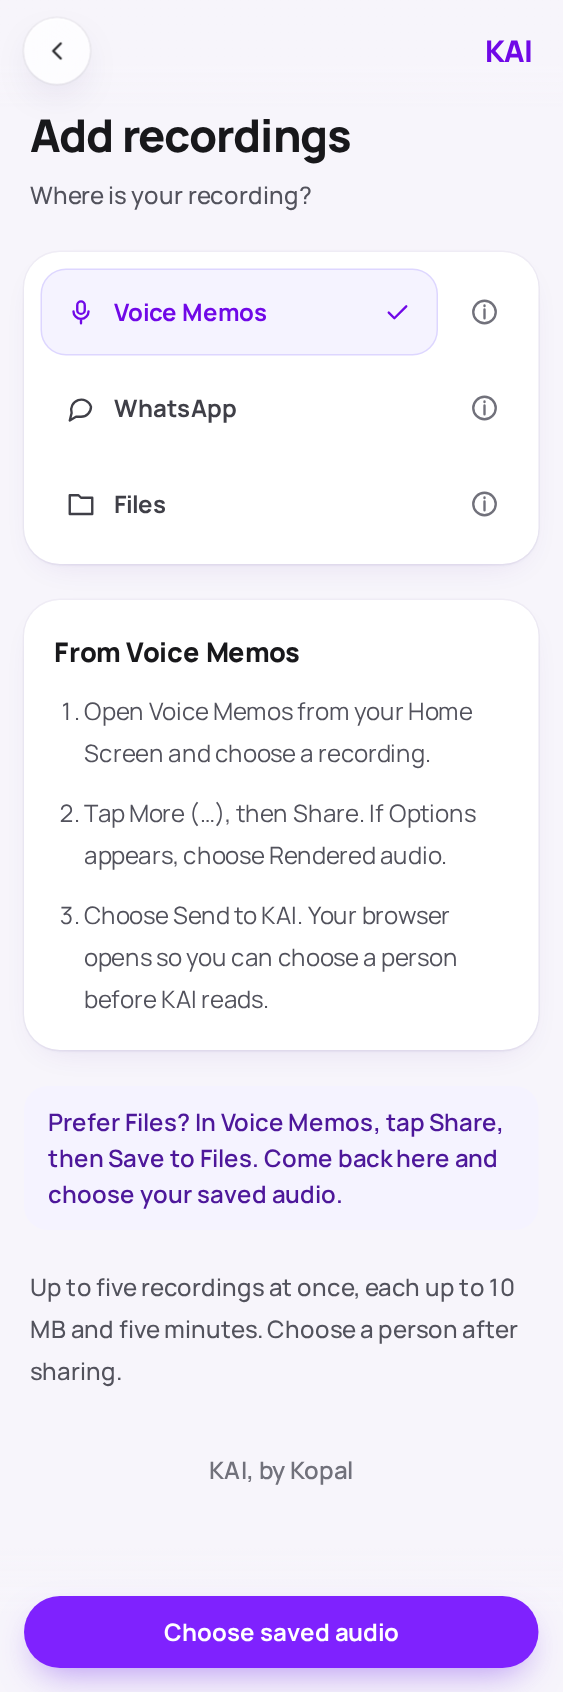 KAI
Add recordings
Where is your recording?
Voice Memos
WhatsApp
Files
From Voice Memos
1. Open Voice Memos from your Home
Screen and choose a recording.
2. Tap More (...), then Share. If Options
appears, choose Rendered audio.
3. Choose Send to KAI. Your browser
opens so you can choose a person
before KAI reads.
Prefer Files? In Voice Memos, tap Share,
then Save to Files. Come back here and
choose your saved audio.
Up to five recordings at once, each up to 10
MB and five minutes. Choose a person after
sharing.
KAI, by Kopal
Choose saved audio